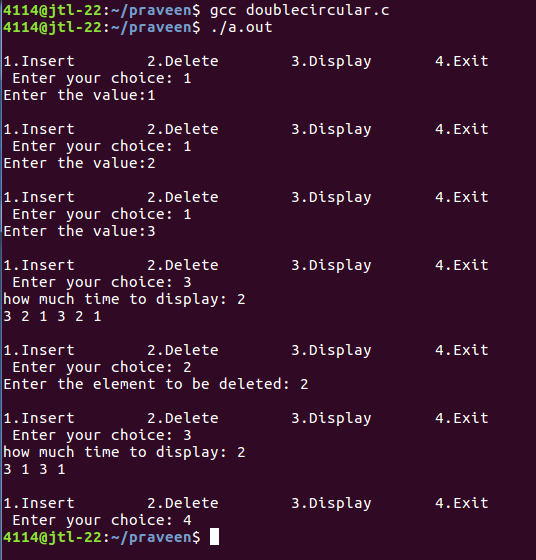 4114@jtl-22:~/praveen$ gcc doublecircular.c
4114@jtl-22:~/praveen$ ./a.out
1.Insert 2.Delete 3.Display 4.Exit
Enter your choice: 1
Enter the value:1
1.Insert 2.Delete 3.Display 4.Exit
Enter your choice: 1
Enter the value:2
1.Insert 2.Delete 3.Display 4.Exit
Enter your choice: 1
Enter the value:3
1.Insert 2.Delete 3.Display 4.Exit
Enter your choice: 3
how much time to display: 2
3 2 1 3 2 1
1.Insert 2.Delete 3.Display 4.Exit
Enter your choice: 2
Enter the element to be deleted: 2
1.Insert 2.Delete 3.Display 4.Exit
Enter your choice: 3
how much time to display: 2
3 1 3 1
1.Insert 2.Delete 3.Display 4.Exit
Enter your choice: 4
4114@jtl-22:~/praveen$